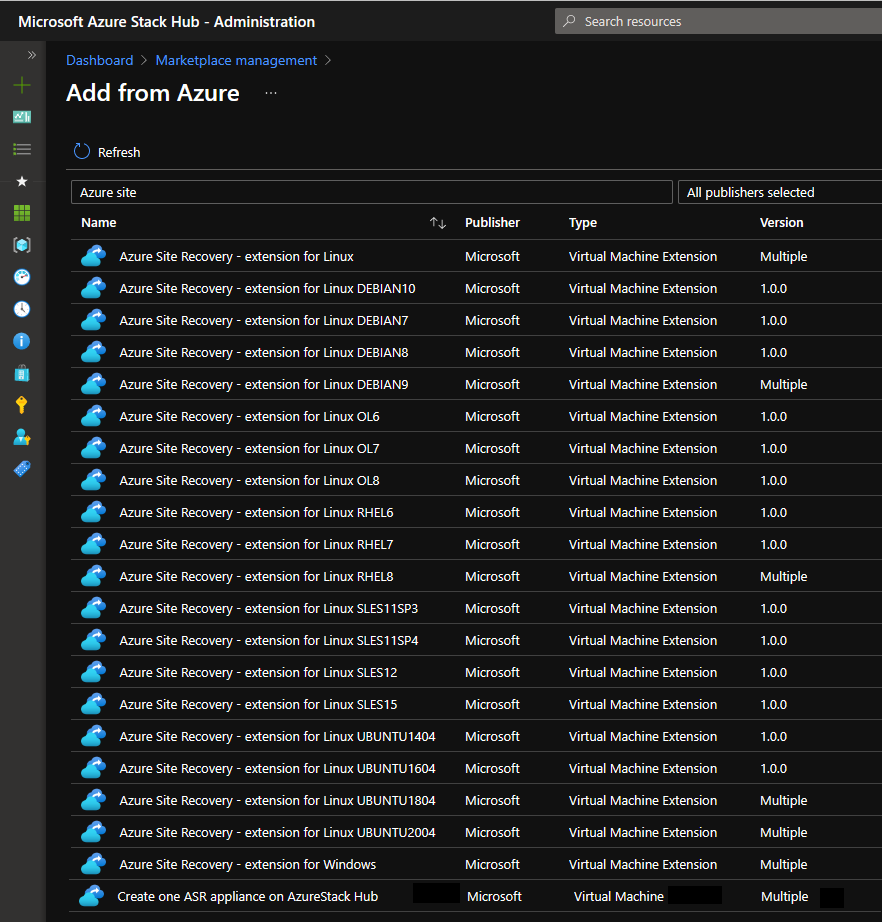 Microsoft Azure Stack Hub - Administration
Search resources
Dashboard > Marketplace management >
Add from Azure ...
Refresh
Azure site
All publishers selected
Name Publisher Type Version
Azure Site Recovery - extension for Linux Microsoft Virtual Machine Extension Multiple
Azure Site Recovery - extension for Linux DEBIAN10 Microsoft Virtual Machine Extension 1.0.0
Azure Site Recovery - extension for Linux DEBIAN7 Microsoft Virtual Machine Extension 1.0.0
Azure Site Recovery - extension for Linux DEBIAN8 Microsoft Virtual Machine Extension 1.0.0
Azure Site Recovery - extension for Linux DEBIAN9 Microsoft Virtual Machine Extension Multiple
Azure Site Recovery - extension for Linux OL6 Microsoft Virtual Machine Extension 1.0.0
Azure Site Recovery - extension for Linux OL7 Microsoft Virtual Machine Extension 1.0.0
Azure Site Recovery - extension for Linux OL8 Microsoft Virtual Machine Extension 1.0.0
Azure Site Recovery - extension for Linux RHEL6 Microsoft Virtual Machine Extension 1.0.0
Azure Site Recovery - extension for Linux RHEL7 Microsoft Virtual Machine Extension 1.0.0
Azure Site Recovery - extension for Linux RHEL8 Microsoft Virtual Machine Extension Multiple
Azure Site Recovery - extension for Linux SLES11SP3 Microsoft Virtual Machine Extension 1.0.0
Azure Site Recovery - extension for Linux SLES11SP4 Microsoft Virtual Machine Extension 1.0.0
Azure Site Recovery - extension for Linux SLES12 Microsoft Virtual Machine Extension 1.0.0
Azure Site Recovery - extension for Linux SLES15 Microsoft Virtual Machine Extension 1.0.0
Azure Site Recovery - extension for Linux UBUNTU1404 Microsoft Virtual Machine Extension 1.0.0
Azure Site Recovery - extension for Linux UBUNTU1604 Microsoft Virtual Machine Extension 1.0.0
Azure Site Recovery - extension for Linux UBUNTU1804 Microsoft Virtual Machine Extension Multiple
Azure Site Recovery - extension for Linux UBUNTU2004 Microsoft Virtual Machine Extension Multiple
Azure Site Recovery - extension for Windows Microsoft Virtual Machine Extension Multiple
Create one ASR appliance on AzureStack Hub Microsoft Virtual Machine Multiple